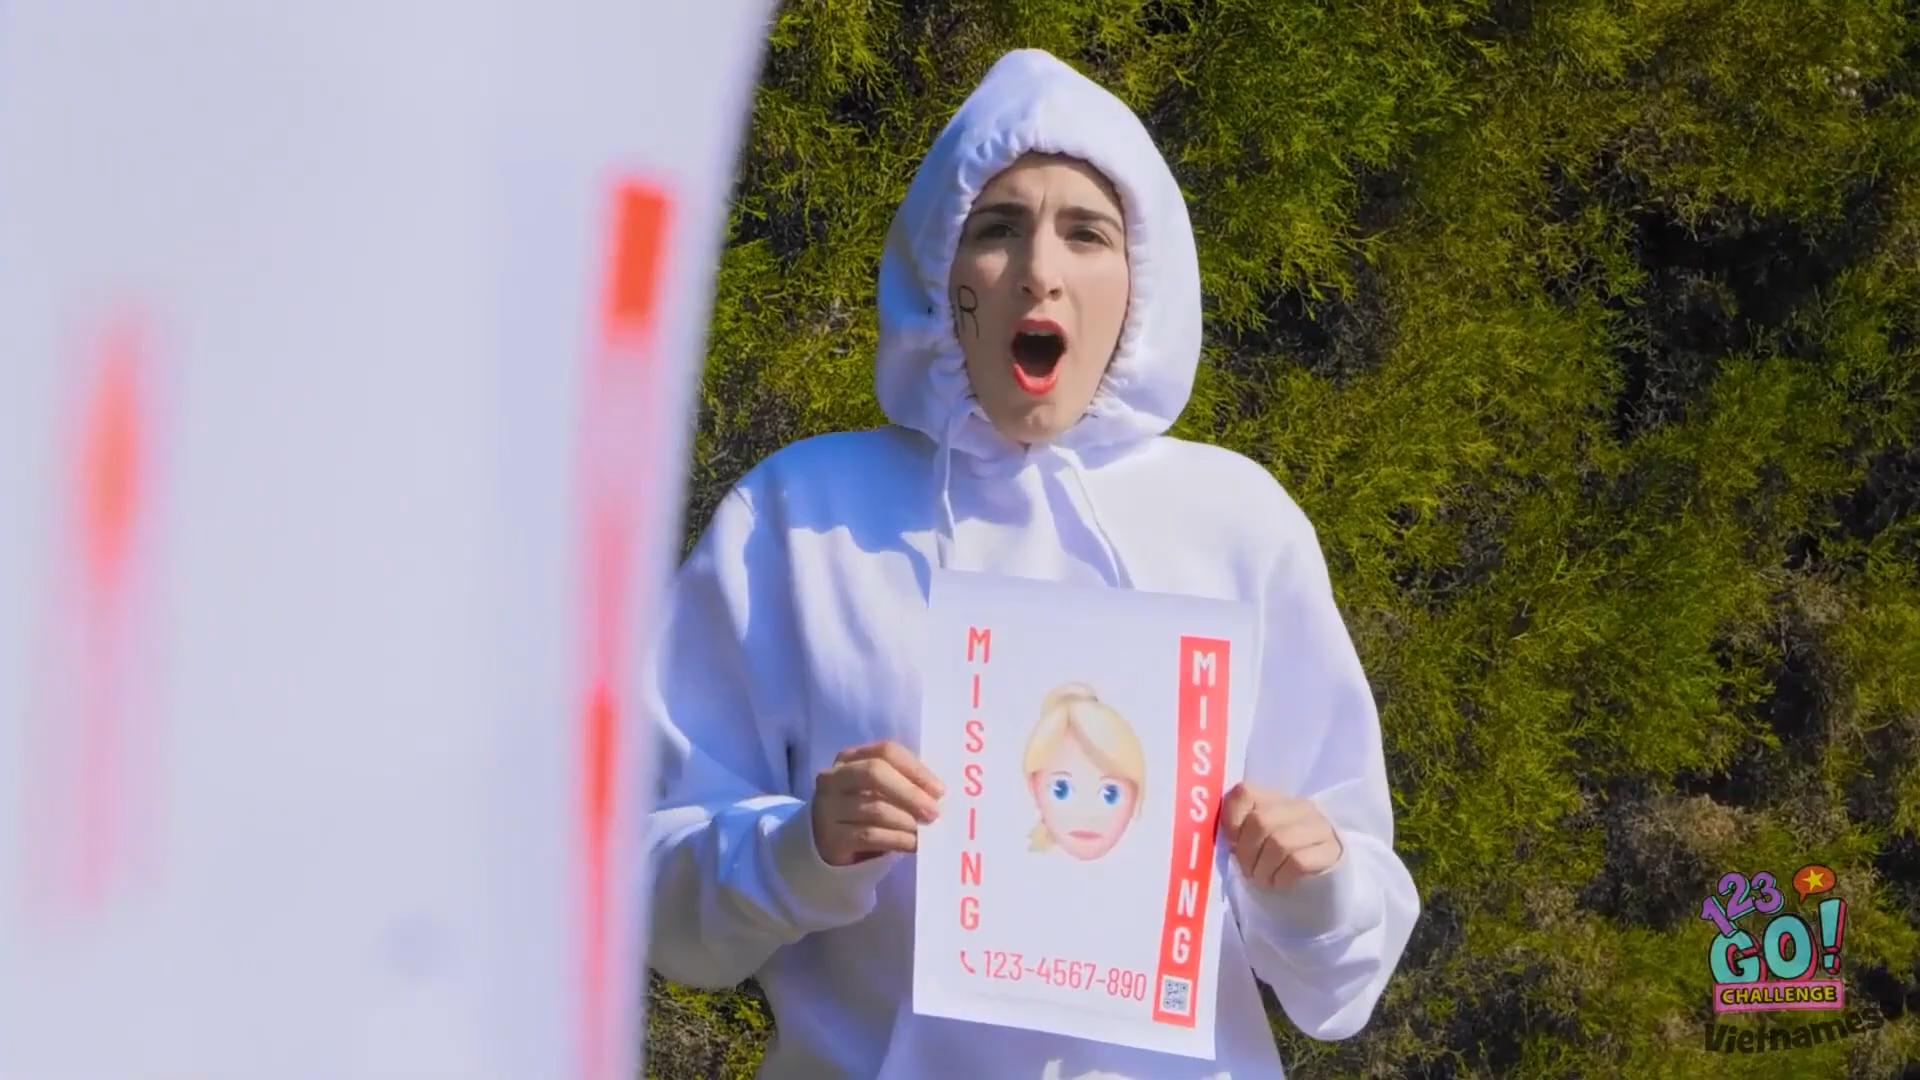 R
MISSING
MISSING
123-4567-890
123
GO!
CHALLENGE
Vietnamese